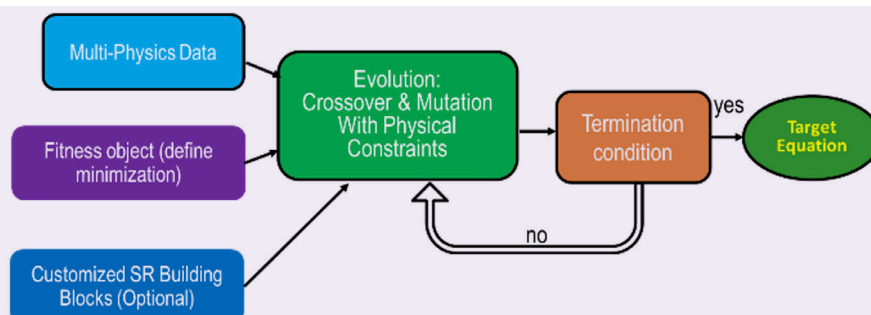 Multi-Physics Data
Fitness object (define
minimization)
Customized SR Building
Blocks (Optional)
Evolution:
Crossover & Mutation
With Physical
Constraints
Termination
condition
yes
no
Target
Equation